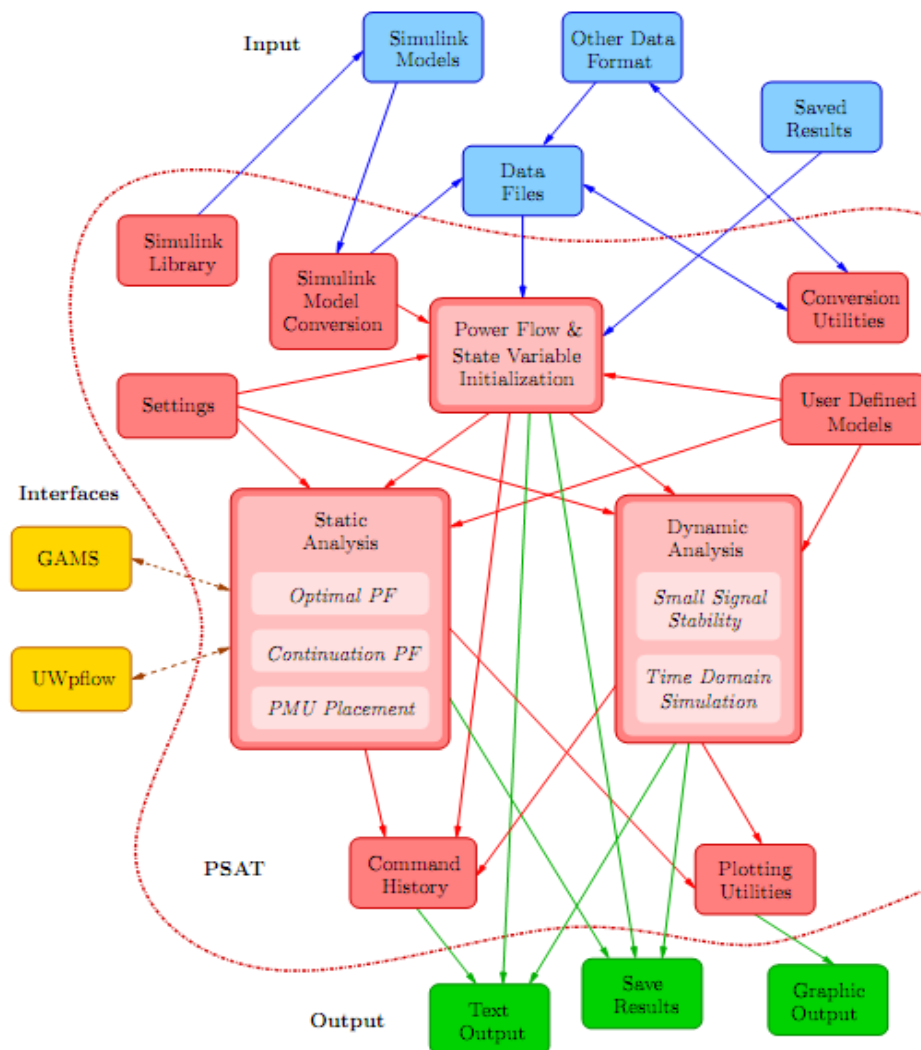 Input
Simulink
Models
Other Data
Format
Saved
Results
Data
Files
Simulink
Library
Simulink
Model
Conversion
Power Flow &
State Variable
Initialization
Conversion
Utilities
Settings
User Defined
Models
Interfaces
GAMS
UWpflow
Static
Analysis
Optimal PF
Continuation PF
PMU Placement
Dynamic
Analysis
Small Signal
Stability
Time Domain
Simulation
PSAT
Command
History
Plotting
Utilities
Output
Text
Output
Save
Results
Graphic
Output